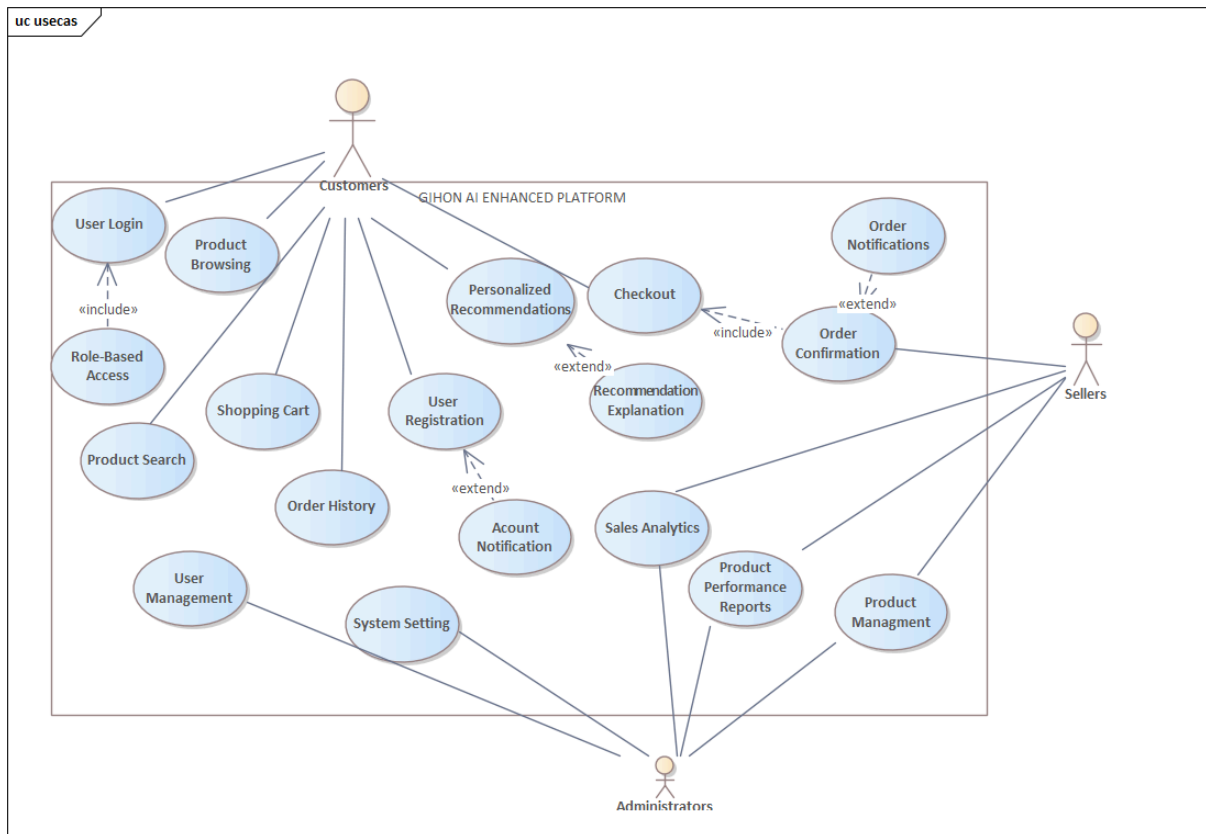 uc usecas
Customers
GIHON AI ENHANCED PLATFORM
User Login
Product
Browsing
Order
Notifications
Personalized
Recommendations
Checkout
«include»
«extend»
«include»
Order
Confirmation
Role-Based
Access
«extend»
Recommendation
Explanation
Sellers
Shopping Cart
User
Registration
Product Search
«extend»
Order History
Acount
Notification
Sales Analytics
User
Management
Product
Performance
Reports
System Setting
Product
Managment
Administrators